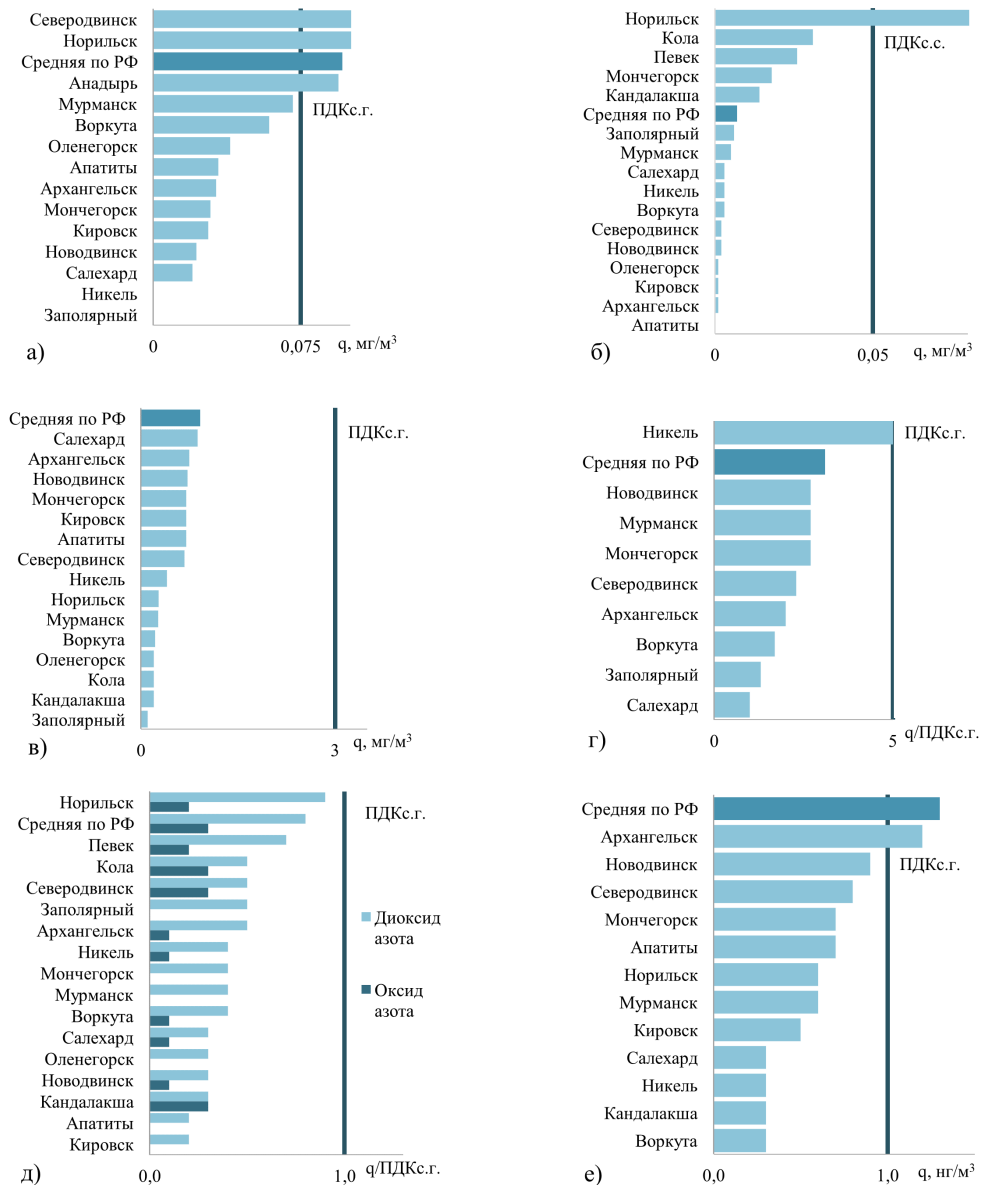 Северодвинск
Норильск
Средняя по РФ
Анадырь
Мурманск
Воркута
Оленегорск
Апатиты
Архангельск
Мончегорск
Кировск
Новодвинск
Салехард
Никель
Заполярный
ПДКс.г.
0
0,075
q, мг/м³
а)
Норильск
Кола
Певек
Мончегорск
Кандалакша
Средняя по РФ
Заполярный
Мурманск
Салехард
Никель
Воркута
Северодвинск
Новодвинск
Оленегорск
Кировск
Архангельск
Апатиты
ПДКс.с.
0
0,05
q, мг/м³
б)
Средняя по РФ
Салехард
Архангельск
Новодвинск
Мончегорск
Кировск
Апатиты
Северодвинск
Никель
Норильск
Мурманск
Воркута
Оленегорск
Кола
Кандалакша
Заполярный
ПДКс.г.
0
3
q, мг/м³
в)
Никель
Средняя по РФ
Новодвинск
Мурманск
Мончегорск
Северодвинск
Архангельск
Воркута
Заполярный
Салехард
ПДКс.г.
0
5
q/ПДКс.г.
г)
Норильск
Средняя по РФ
Певек
Кола
Северодвинск
Заполярный
Архангельск
Никель
Мончегорск
Мурманск
Воркута
Салехард
Оленегорск
Новодвинск
Кандалакша
Апатиты
Кировск
ПДКс.г.
Диоксид
азота
Оксид
азота
0,0
1,0
q/ПДКс.г.
д)
Средняя по РФ
Архангельск
Новодвинск
Северодвинск
Мончегорск
Апатиты
Норильск
Мурманск
Кировск
Салехард
Никель
Кандалакша
Воркута
ПДКс.г.
0,0
1,0
q, нг/м³
е)